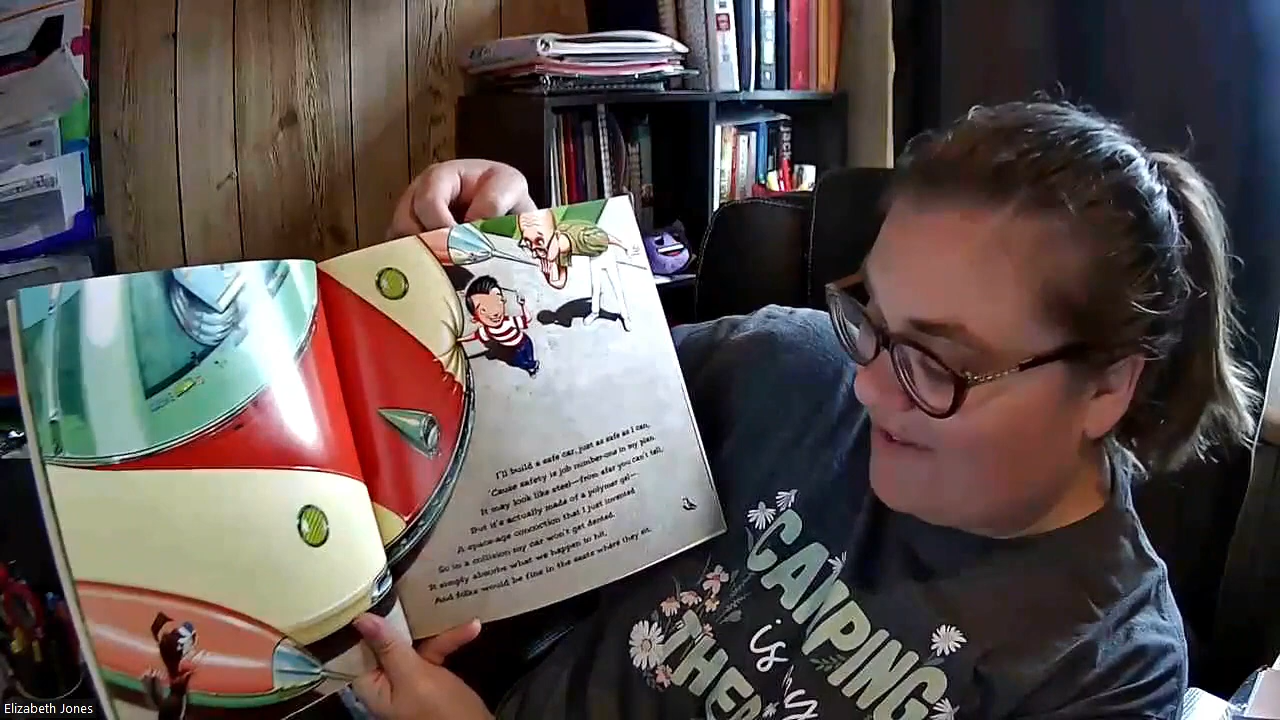 I'll build a safe car, just as safe as I can,
'Cause safety is job number-one in my plan.
It may look like steel—from afar you can't tell,
But it's actually made of a polymer gel—
A space-age concoction that I just invented
So in a collision my car won't get dented.
It simply absorbs what we happen to hit,
And folks would be fine in the seats where they sit.
CAMPING
is my
THE
Elizabeth Jones